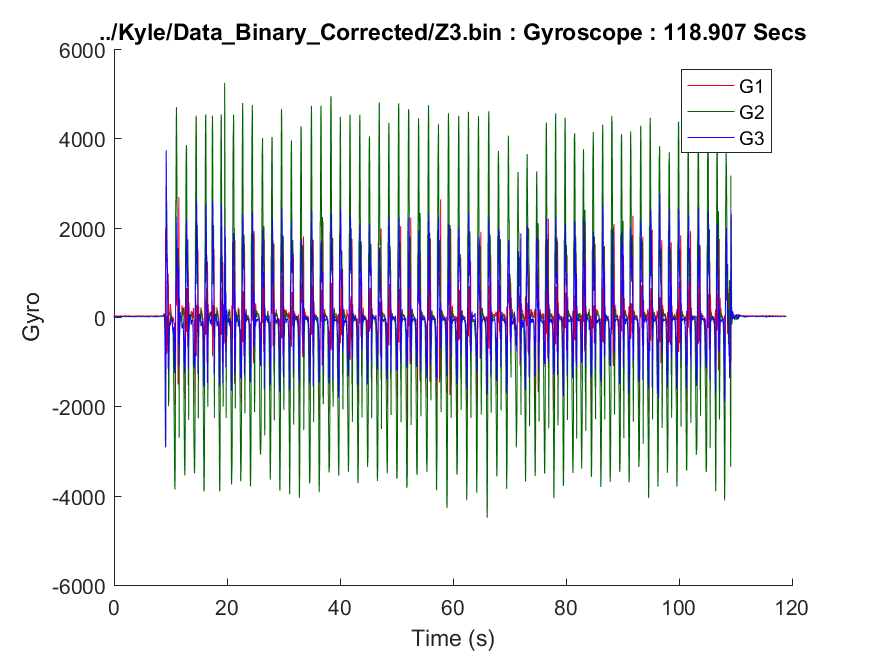 ../Kyle/Data_Binary_Corrected/Z3.bin : Gyroscope : 118.907 Secs
6000
4000
2000
0
-2000
-4000
-6000
Gyro
G1
G2
G3
0 20 40 60 80 100 120
Time (s)